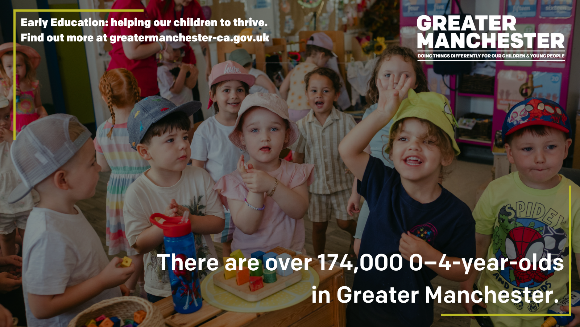 Early Education: helping our children to thrive.
Find out more at greatermanchester-ca.gov.uk
GREATER
MANCHESTER
DOING THINGS DIFFERENTLY FOR OUR CHILDREN & YOUNG PEOPLE
SPIDEY
There are over 174,000 0–4-year-olds
in Greater Manchester.